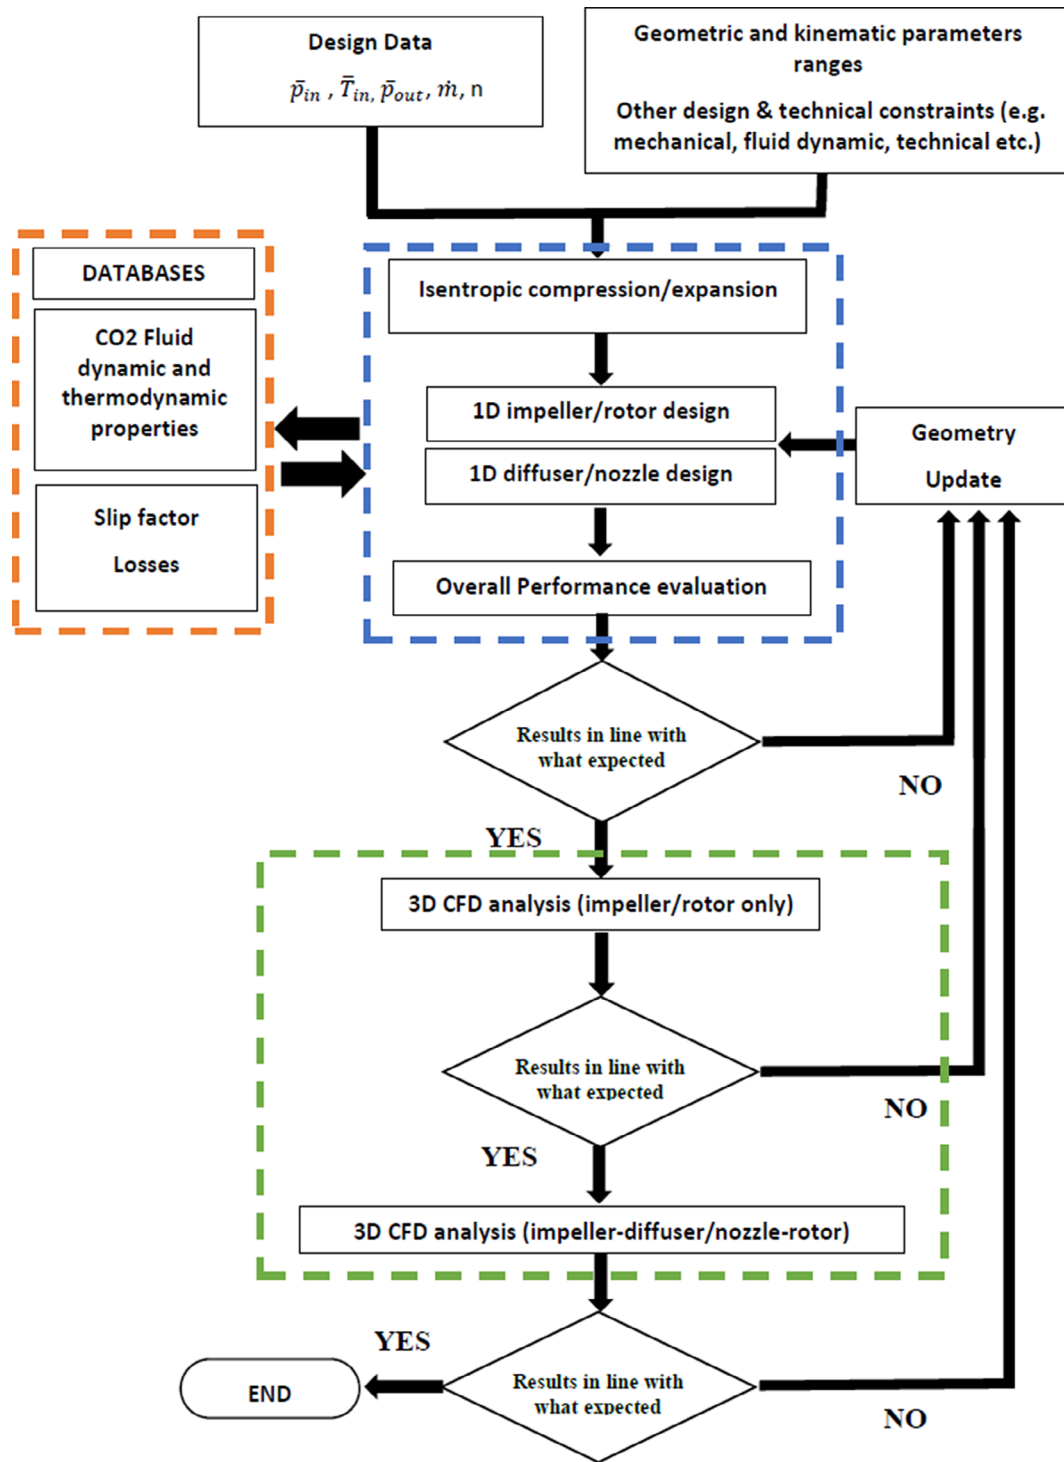 Design Data
p̄in , T̄in, p̄out, ṁ, n
Geometric and kinematic parameters
ranges
Other design & technical constraints (e.g.
mechanical, fluid dynamic, technical etc.)
DATABASES
CO2 Fluid
dynamic and
thermodynamic
properties
Slip factor
Losses
Isentropic compression/expansion
1D impeller/rotor design
1D diffuser/nozzle design
Overall Performance evaluation
Geometry
Update
Results in line with
what expected
NO
YES
3D CFD analysis (impeller/rotor only)
Results in line with
what expected
NO
YES
3D CFD analysis (impeller-diffuser/nozzle-rotor)
YES
END
Results in line with
what expected
NO